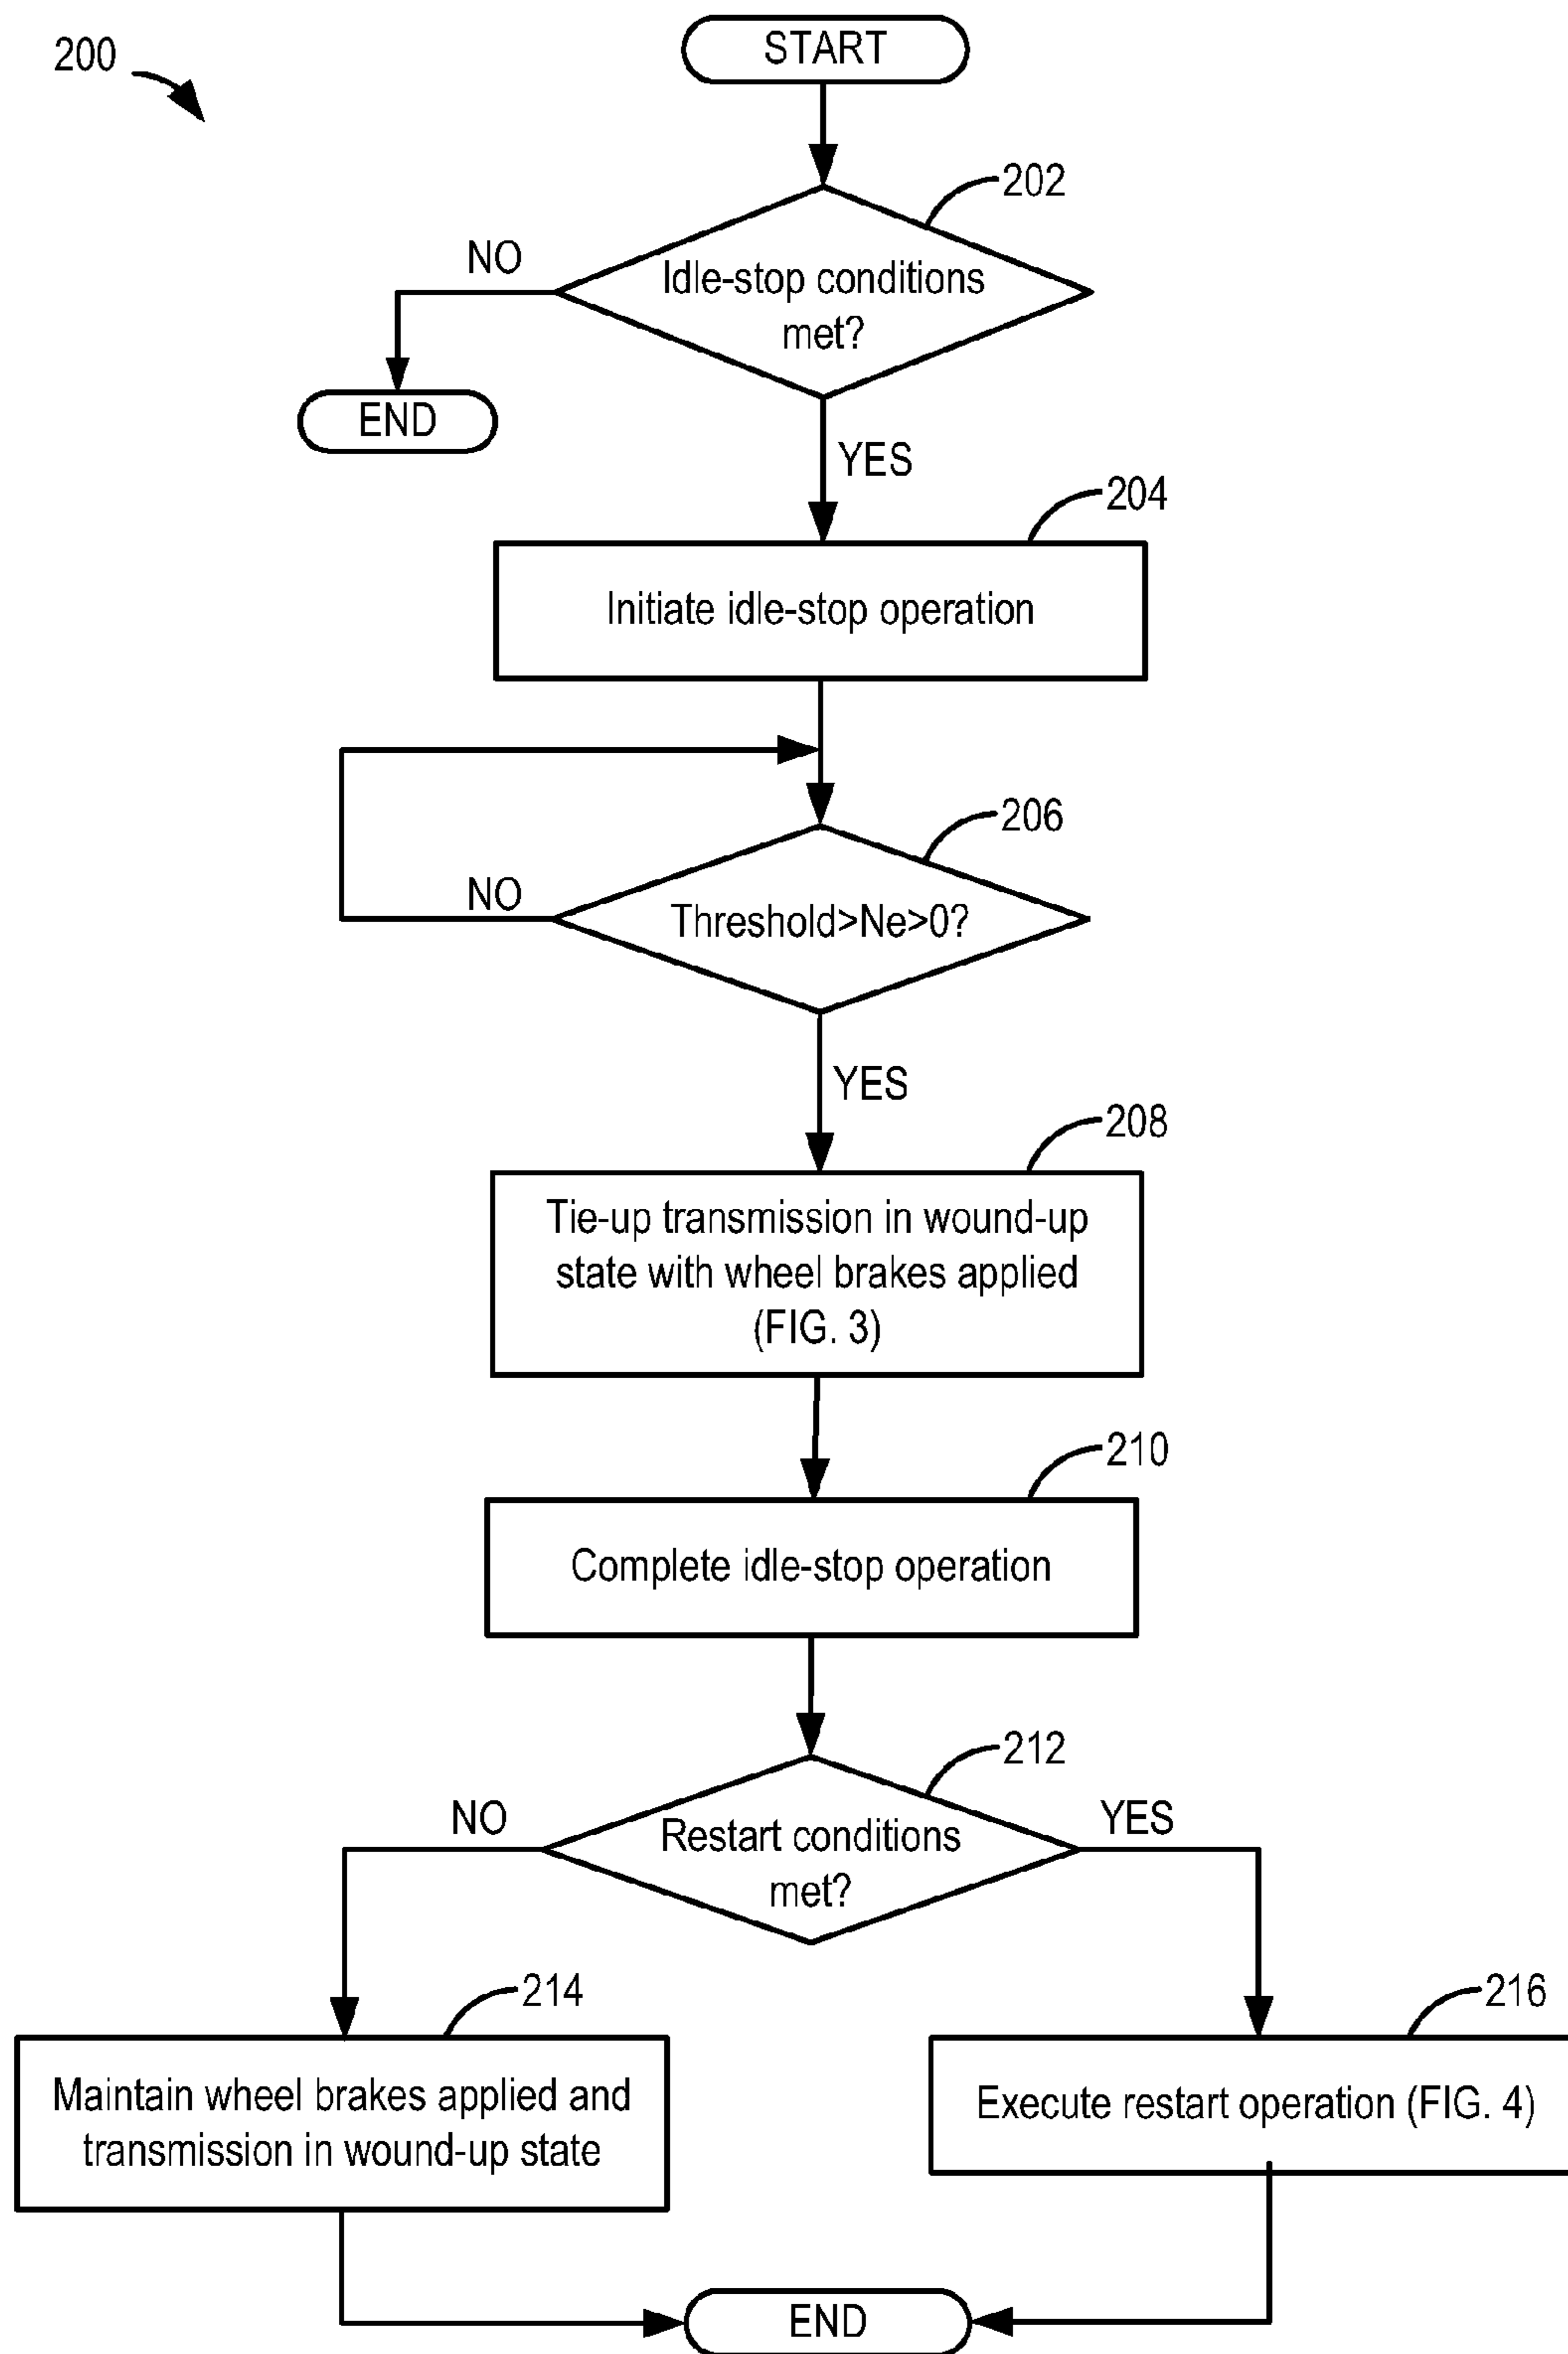 200
START
202
NO
Idle-stop conditions
met?
END
YES
204
Initiate idle-stop operation
206
NO
Threshold>Ne>0?
YES
208
Tie-up transmission in wound-up
state with wheel brakes applied
(FIG. 3)
210
Complete idle-stop operation
212
NO
YES
Restart conditions
met?
214
216
Maintain wheel brakes applied and
transmission in wound-up state
Execute restart operation (FIG. 4)
END